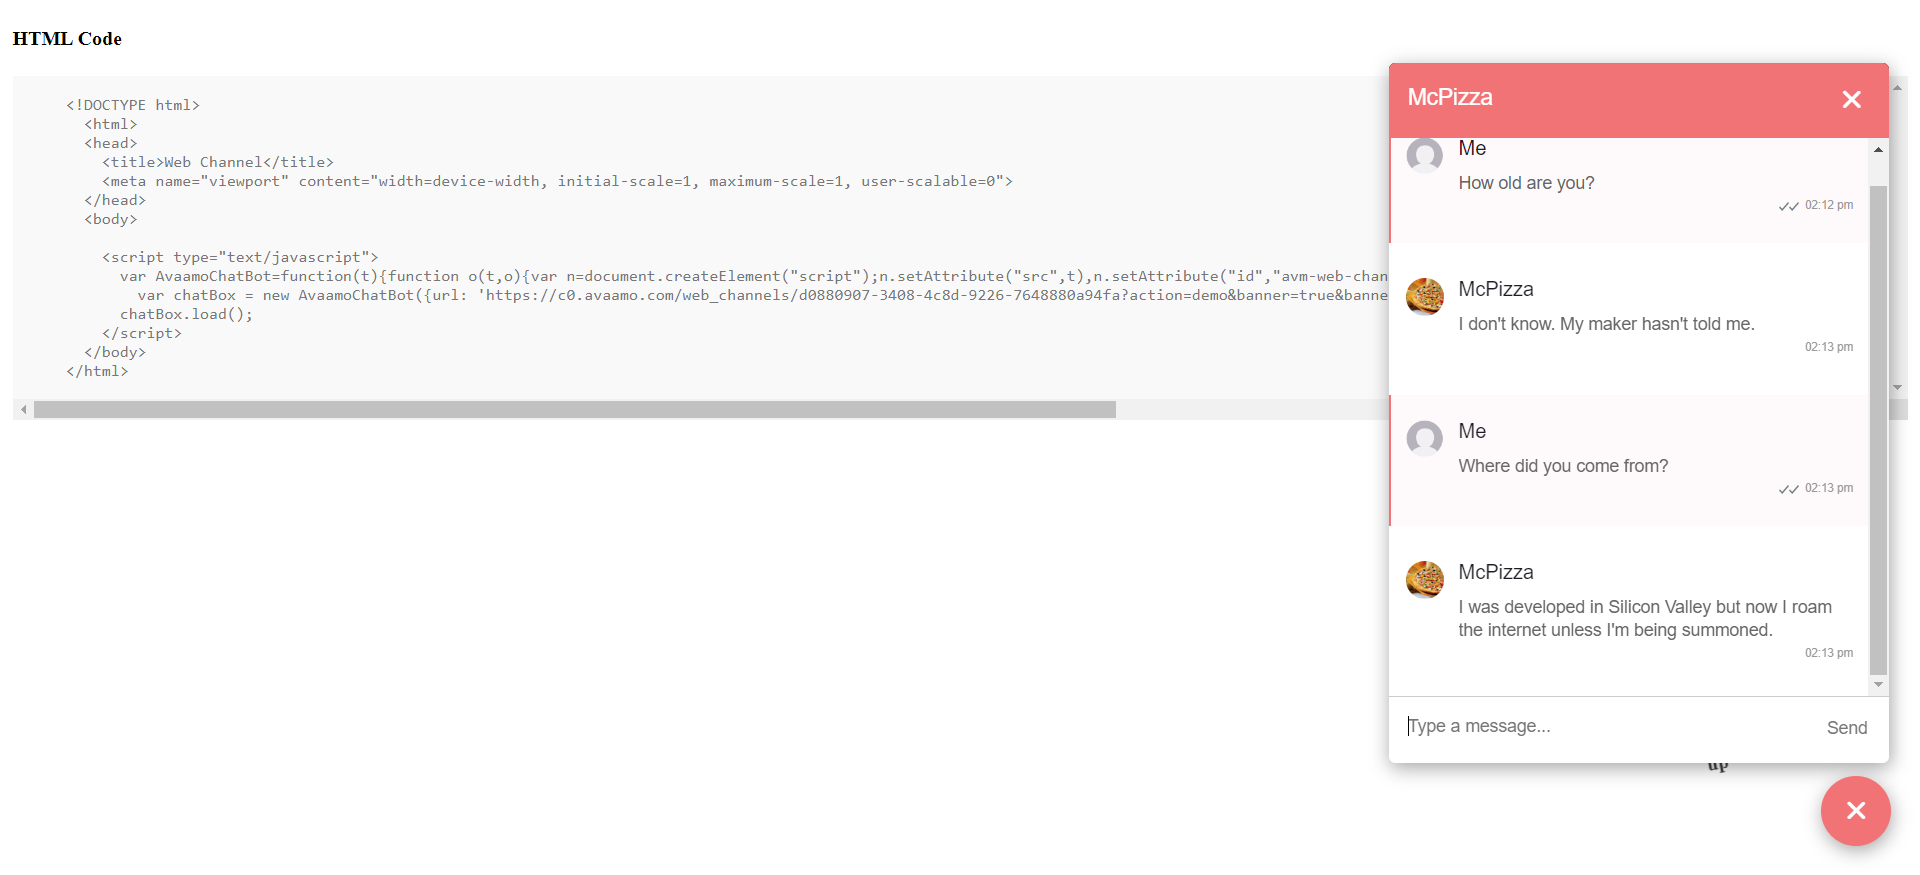 HTML Code
<!DOCTYPE html>
<html>
<head>
<title>Web Channel</title>
<meta name="viewport" content="width=device-width, initial-scale=1, maximum-scale=1, user-scalable=0">
</head>
<body>
<script type="text/javascript">
var AvaamoChatBot=function(t){function o(t,o){var n=document.createElement("script");n.setAttribute("src",t),n.setAttribute("id","avm-web-chan
var chatBox = new AvaamoChatBot({url: 'https://c0.avaamo.com/web_channels/d0880907-3408-4c8d-9226-7648880a94fa?action=demo&banner=true&banne
chatBox.load();
</script>
</body>
</html>
McPizza
Me
How old are you?
02:12 pm
McPizza
I don't know. My maker hasn't told me.
02:13 pm
Me
Where did you come from?
02:13 pm
McPizza
I was developed in Silicon Valley but now I roam
the internet unless I'm being summoned.
02:13 pm
Type a message...
Send
up